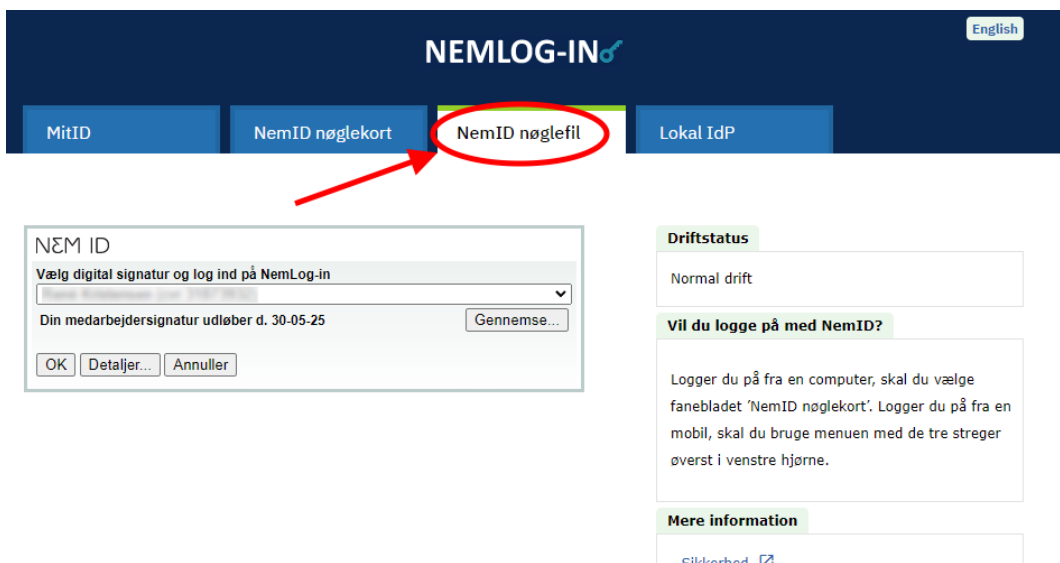 English
NEMLOG-IN
MitID
NemID nøglekort
NemID nøglefil
Lokal IdP
NEM ID
Vælg digital signatur og log ind på NemLog-in
Din medarbejdersignatur udløber d. 30-05-25
Gennemse...
OK
Detaljer...
Annuller
Driftstatus
Normal drift
Vil du logge på med NemID?
Logger du på fra en computer, skal du vælge
fanebladet ’NemID nøglekort’. Logger du på fra en
mobil, skal du bruge menuen med de tre streger
øverst i venstre hjørne.
Mere information
Sikkerhed